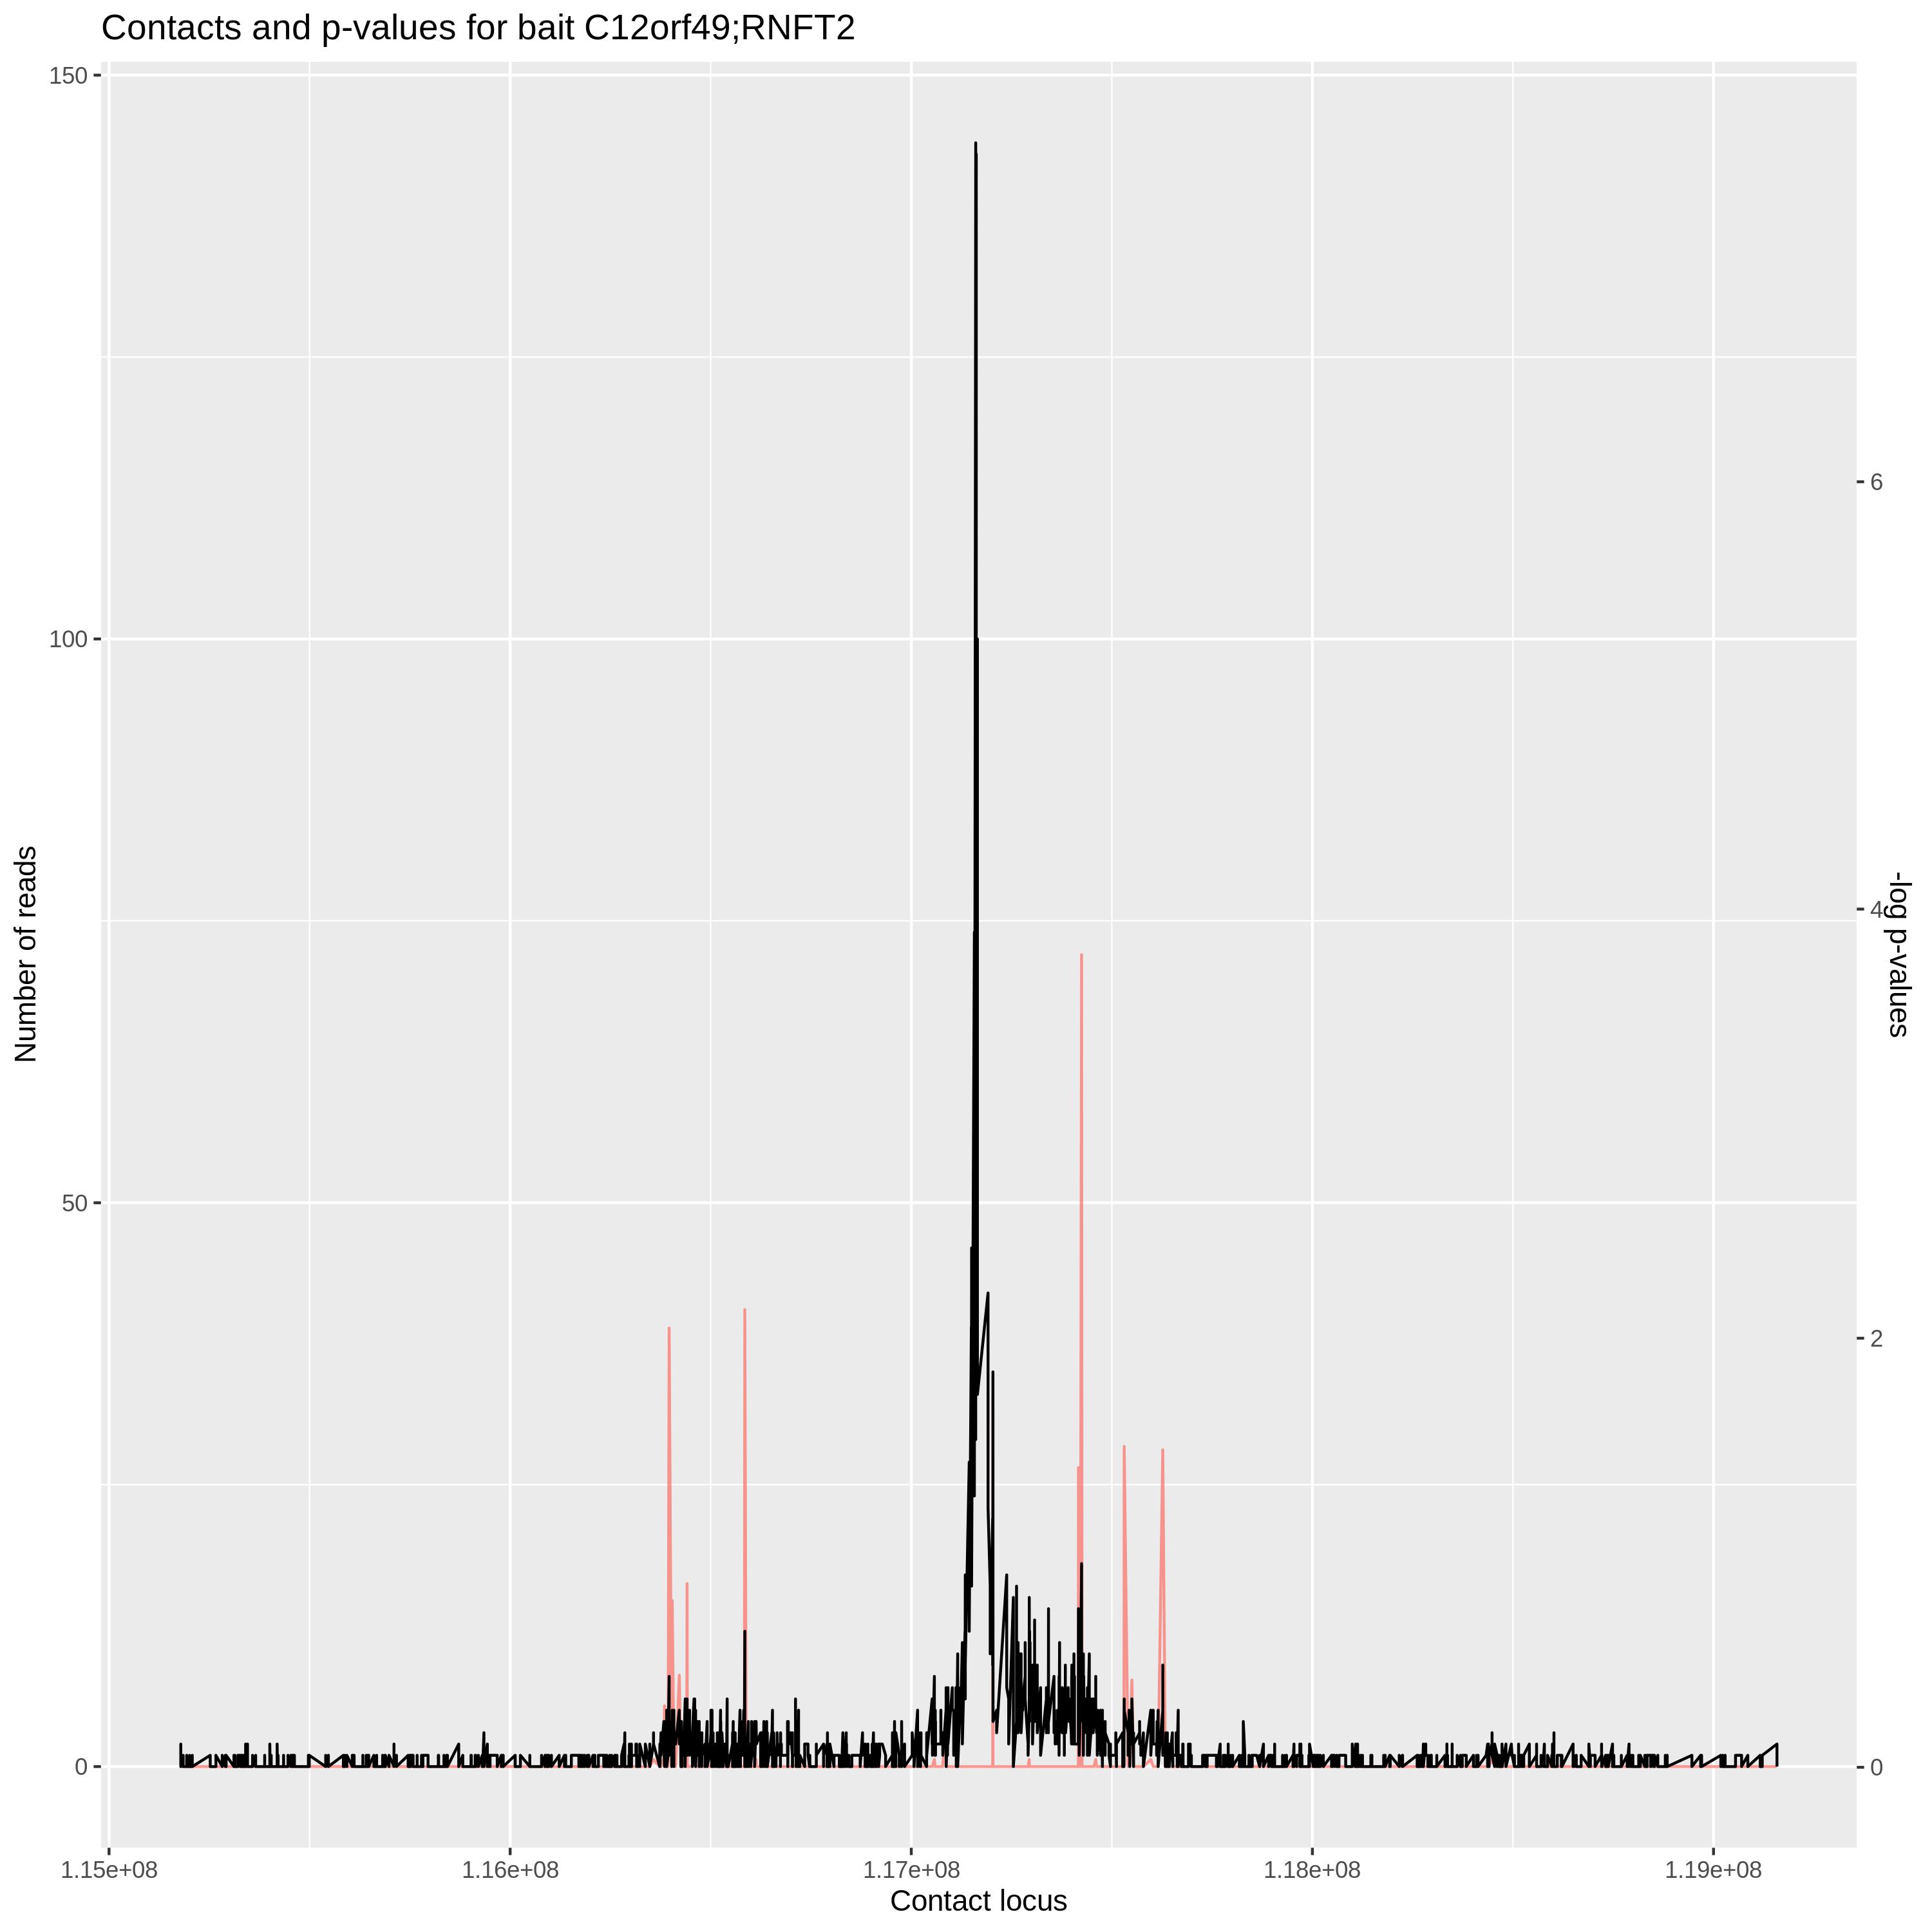 Contacts and p-values for bait C12orf49;RNFT2
150
100
50
0
Number of reads
6
4
2
0
-log p-values
1.15e+08
1.16e+08
1.17e+08
1.18e+08
1.19e+08
Contact locus